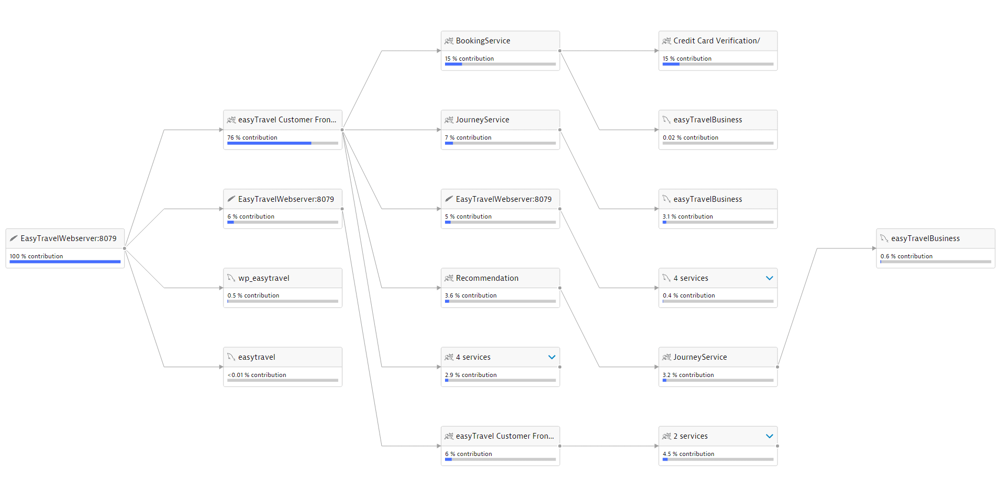 EasyTravelWebserver:8079
100 % contribution
easyTravel Customer Fron...
76 % contribution
EasyTravelWebserver:8079
6 % contribution
wp_easytravel
0.5 % contribution
easytravel
<0.01 % contribution
BookingService
15 % contribution
JourneyService
7 % contribution
EasyTravelWebserver:8079
5 % contribution
Recommendation
3.6 % contribution
4 services
2.9 % contribution
easyTravel Customer Fron...
6 % contribution
Credit Card Verification/
15 % contribution
easyTravelBusiness
0.02 % contribution
easyTravelBusiness
3.1 % contribution
4 services
0.4 % contribution
JourneyService
3.2 % contribution
2 services
4.5 % contribution
easyTravelBusiness
0.6 % contribution